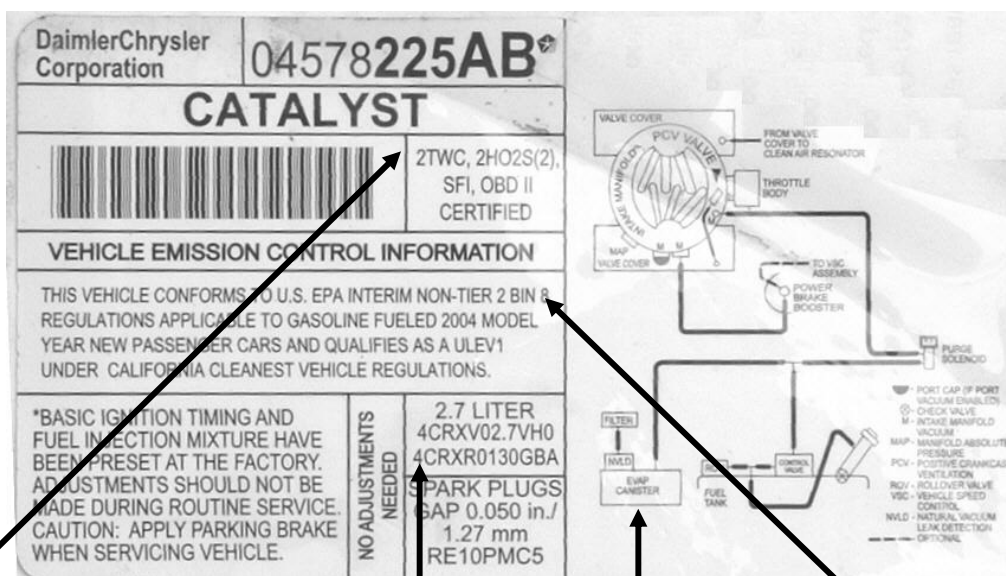 DaimlerChrysler
Corporation
04578225AB
CATALYST
2TWC, 2HO2S(2),
SFI, OBD II
CERTIFIED
VEHICLE EMISSION CONTROL INFORMATION
THIS VEHICLE CONFORMS TO U.S. EPA INTERIM NON-TIER 2 BIN 8
REGULATIONS APPLICABLE TO GASOLINE FUELED 2004 MODEL
YEAR NEW PASSENGER CARS AND QUALIFIES AS A ULEV1
UNDER CALIFORNIA CLEANEST VEHICLE REGULATIONS.
*BASIC IGNITION TIMING AND
FUEL INJECTION MIXTURE HAVE
BEEN PRESET AT THE FACTORY.
ADJUSTMENTS SHOULD NOT BE
MADE DURING ROUTINE SERVICE.
CAUTION: APPLY PARKING BRAKE
WHEN SERVICING VEHICLE.
NO ADJUSTMENTS
NEEDED
2.7 LITER
4CRXV02.7VH0
4CRXR0130GBA
SPARK PLUGS
GAP 0.050 in./
1.27 mm
RE10PMC5
VALVE COVER
PCV VALVE
INTAKE MANIFOLD
FROM VALVE
COVER TO
CLEAN AIR RESONATOR
THROTTLE
BODY
M M
MAP
VALVE COVER
TO VSC
ASSEMBLY
POWER
BRAKE
BOOSTER
PURGE
SOLENOID
FILTER
NVLD
EVAP
CANISTER
FUEL
TANK
CONTROL
VALVE
- PORT CAP (IF PORT
VACUUM ENABLED)
- CHECK VALVE
M - INTAKE MANIFOLD
VACUUM
MAP - MANIFOLD ABSOLUTE
PRESSURE
PCV - POSITIVE CRANKCASE
VENTILATION
ROV - ROLLOVER VALVE
VSC - VEHICLE SPEED
CONTROL
NVLD - NATURAL VACUUM
LEAK DETECTION
- OPTIONAL